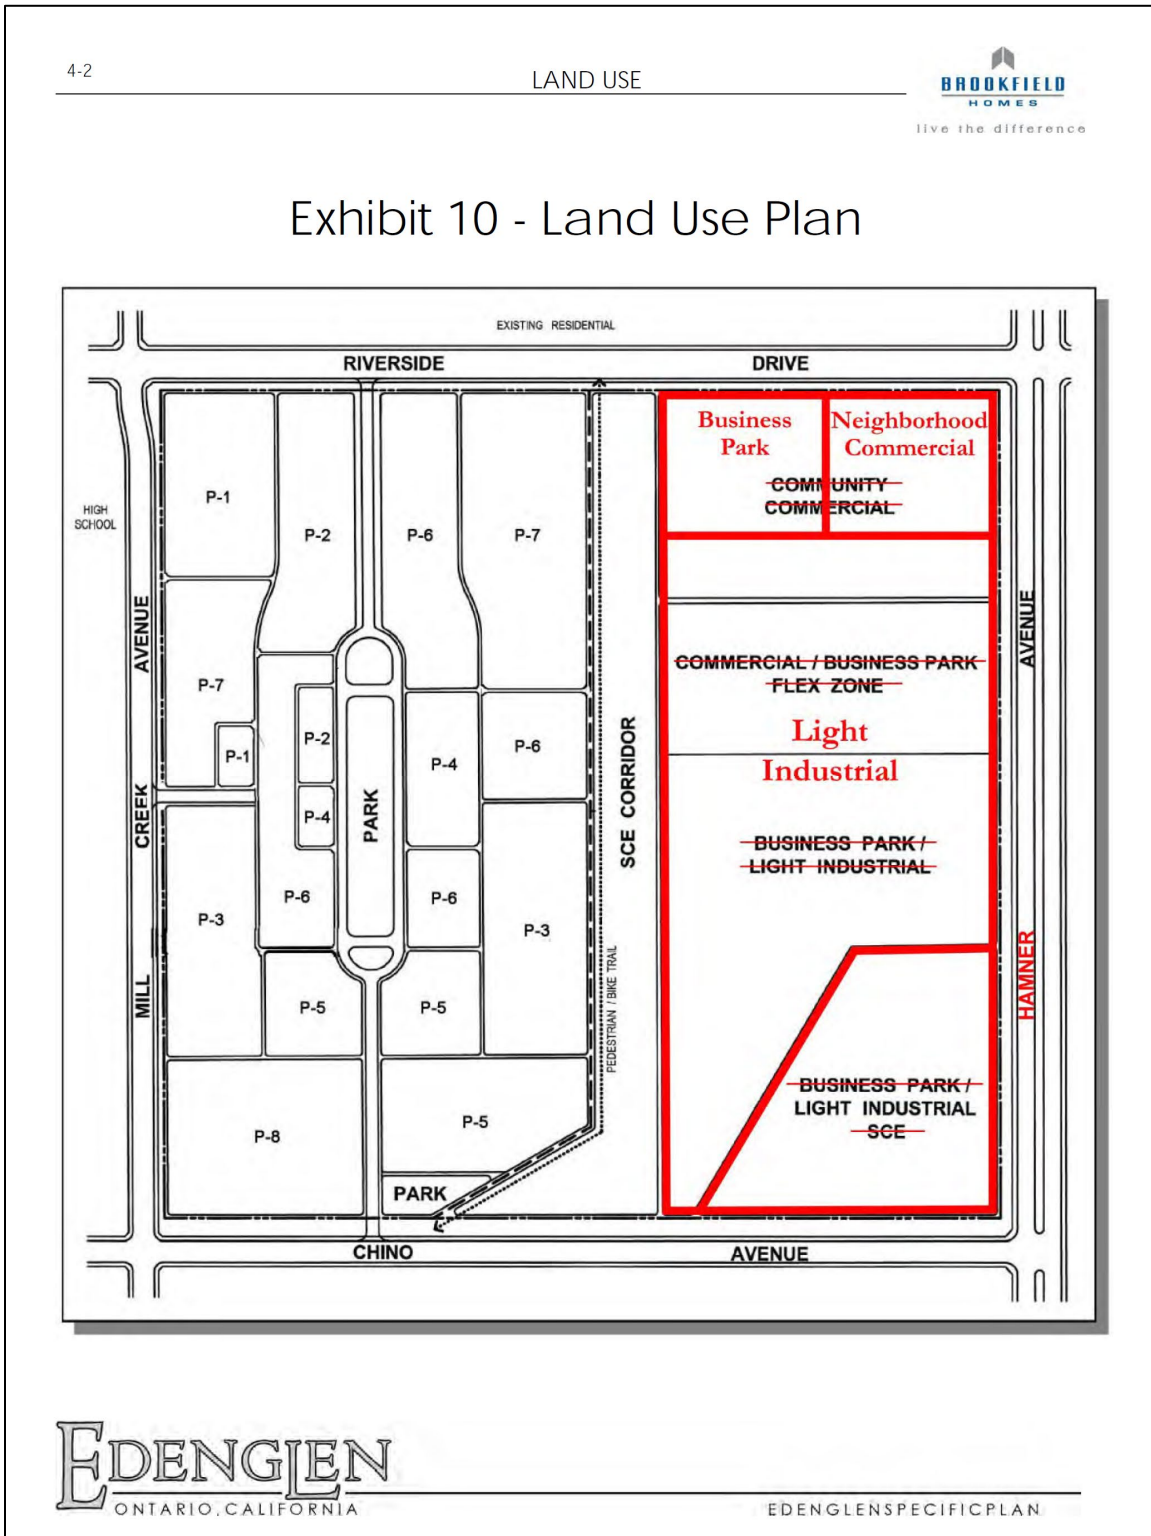 4-2
LAND USE
BROOKFIELD
HOMES
live the difference
Exhibit 10 - Land Use Plan
EXISTING RESIDENTIAL
RIVERSIDE
DRIVE
Business
Park
Neighborhood
Commercial
COMMUNITY
COMMERCIAL
HIGH
SCHOOL
P-1
P-2
P-6
P-7
AVENUE
AVENUE
COMMERCIAL / BUSINESS PARK
FLEX ZONE
P-7
P-1
P-2
P-4
P-6
Light
Industrial
PARK
P-4
SCE CORRIDOR
CREEK
BUSINESS PARK /
LIGHT INDUSTRIAL
P-3
P-6
P-6
P-3
HAMNER
MILL
P-5
P-5
PEDESTRIAN / BIKE TRAIL
BUSINESS PARK /
LIGHT INDUSTRIAL
SCE
P-8
P-5
PARK
CHINO
AVENUE
EDENGLEN
ONTARIO, CALIFORNIA
EDENGLENSPECIFICPLAN